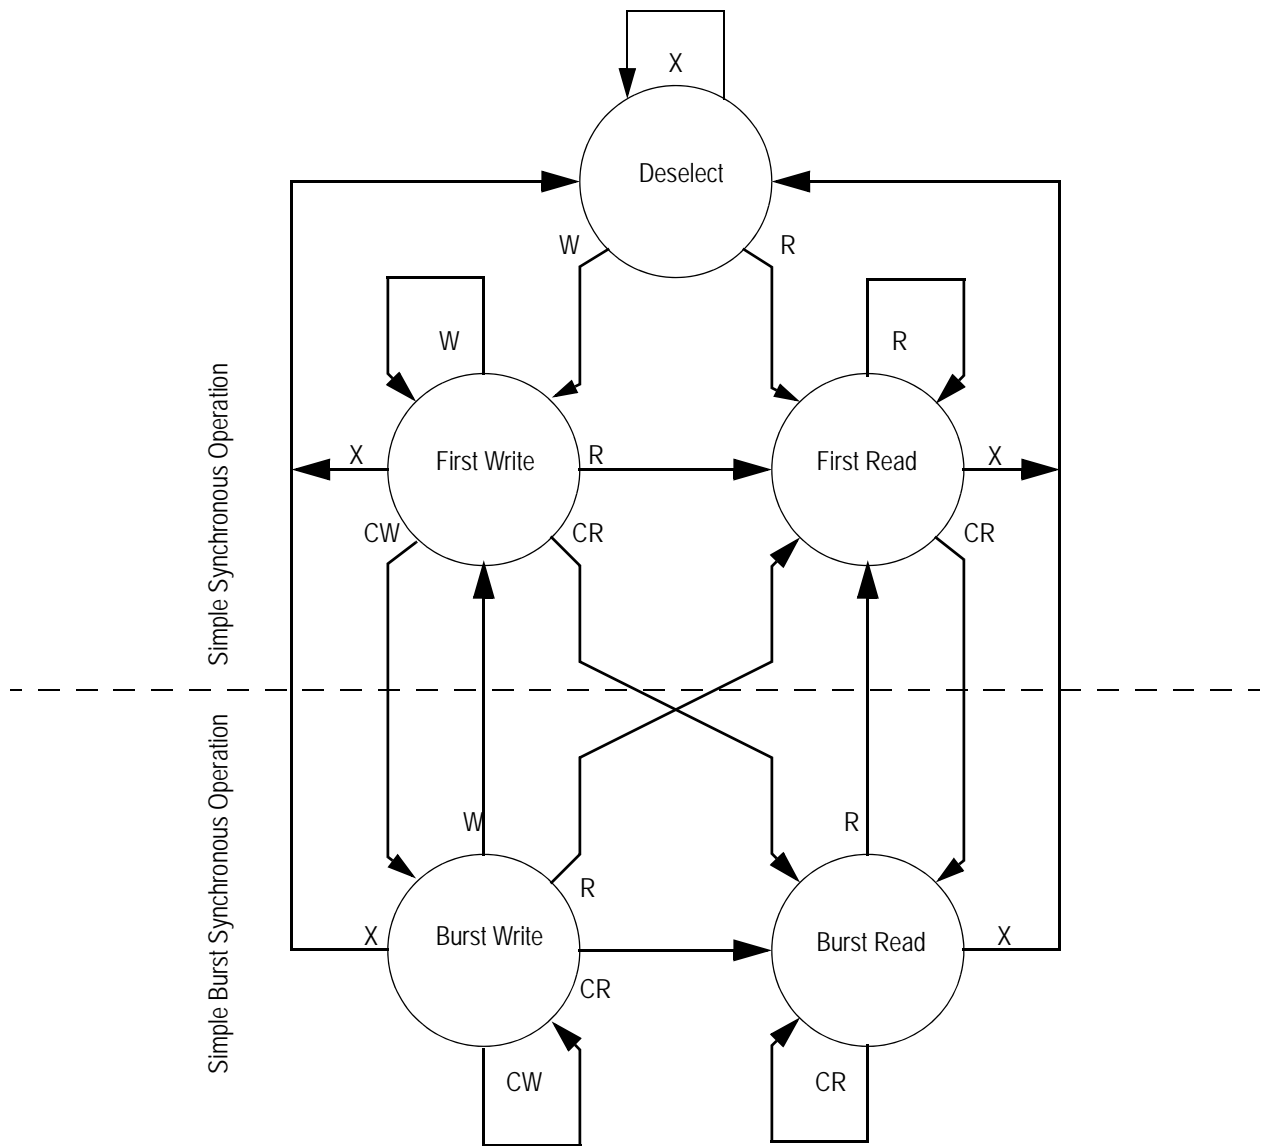 X
Deselect
W
R
W
R
Simple Synchronous Operation
X
First Write
R
First Read
X
CW
CR
CR
Simple Burst Synchronous Operation
W
R
R
X
Burst Write
Burst Read
X
CR
CW
CR